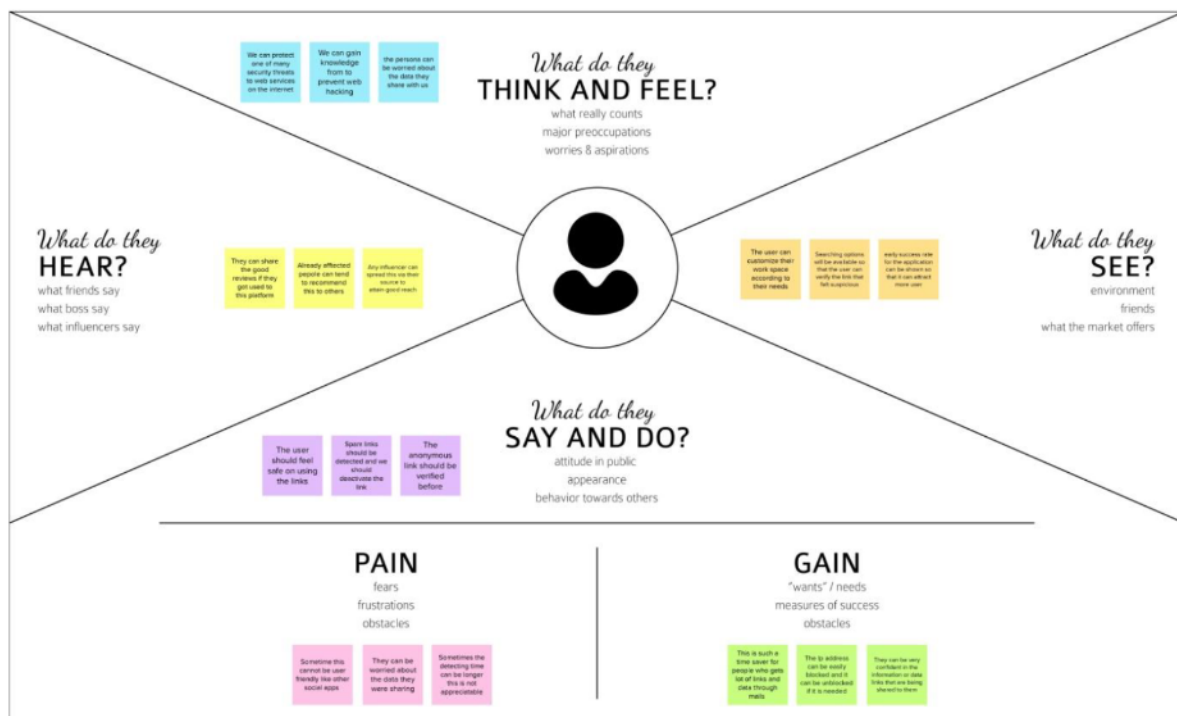 We can protect
one of many
security threats
to web services
on the internet
We can gain
knowledge
from to
prevent web
hacking
the persons can
be worried about
the data they
share with us
What do they
THINK AND FEEL?
what really counts
major preoccupations
worries & aspirations
What do they
HEAR?
what friends say
what boss say
what influencers say
They can share
the good
reviews if they
get used to
this platform
Already affected
pepole can tend
to recommend
this to others
Any influencer can
spread this via their
source to
attain good reach
The user can
customize their
work space
according to
their needs
Searching options
will be available so
that the user can
verify the link that
felt suspicious
early success rate
for the application
can be shown so
that it can attract
more user
What do they
SEE?
environment
friends
what the market offers
What do they
SAY AND DO?
attitude in public
appearance
behavior towards others
The user
should feel
safe on using
the links
Spam links
should be
detected and we
should
deactivate the
link
The
anonymous
link should be
verified
before
PAIN
fears
frustrations
obstacles
Sometime this
cannot be user
friendly like other
social apps
They can be
worried about
the data they
were sharing
Sometimes the
detecting time
can be longer
this is not
appreciatable
GAIN
"wants" / needs
measures of success
obstacles
This is such a
time saver for
people who gets
lot of links and
data through
mails
The ip address
can be easily
blocked and it
can be unblocked
if it is needed
They can be very
confident in the
information or data
links that are being
shared to them